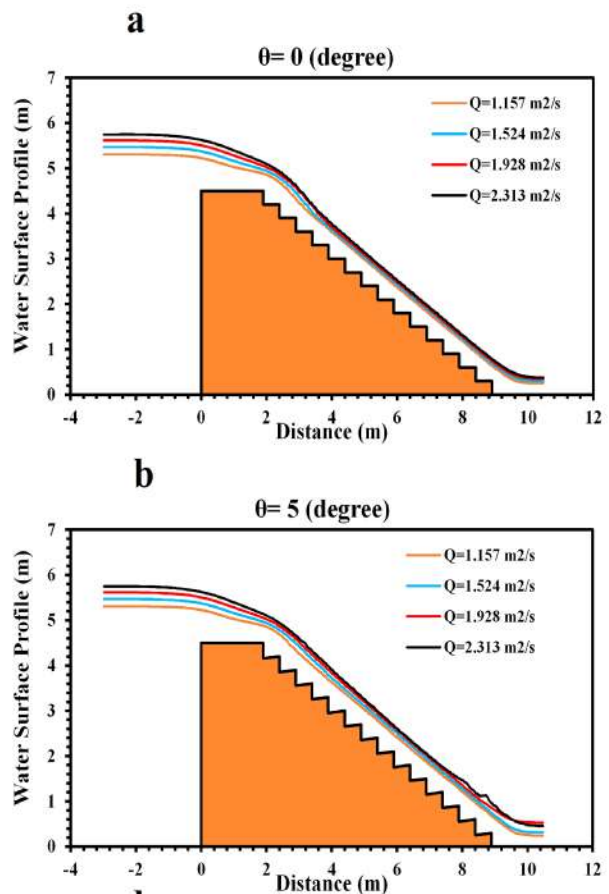 a
θ= 0 (degree)
Water Surface Profile (m)
7
6
5
4
3
2
1
0
Q=1.157 m2/s
Q=1.524 m2/s
Q=1.928 m2/s
Q=2.313 m2/s
-4 -2 0 2 4 6 8 10 12
Distance (m)
b
θ= 5 (degree)
Water Surface Profile (m)
7
6
5
4
3
2
1
0
Q=1.157 m2/s
Q=1.524 m2/s
Q=1.928 m2/s
Q=2.313 m2/s
-4 -2 0 2 4 6 8 10 12
Distance (m)